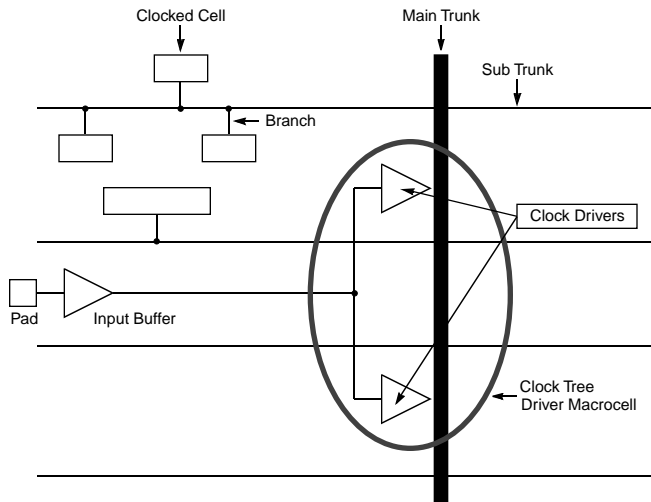 Clocked Cell
Main Trunk
Sub Trunk
Branch
Clock Drivers
Pad
Input Buffer
Clock Tree
Driver Macrocell